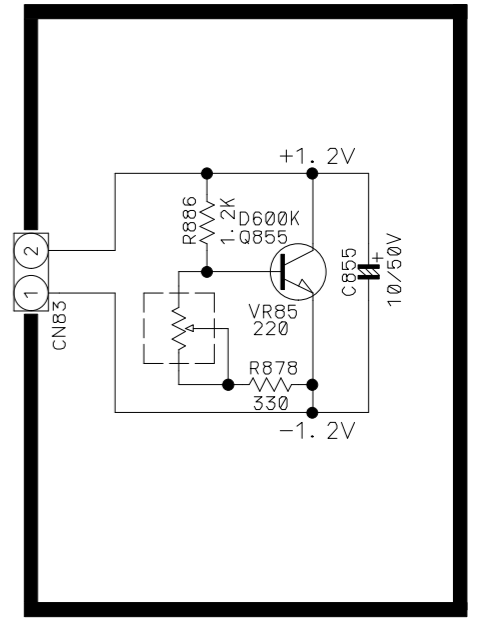 +1.2V
R886
1.2K
D600K
Q855
2
1
CN83
C855
+
10/50V
VR85
220
R878
330
-1.2V